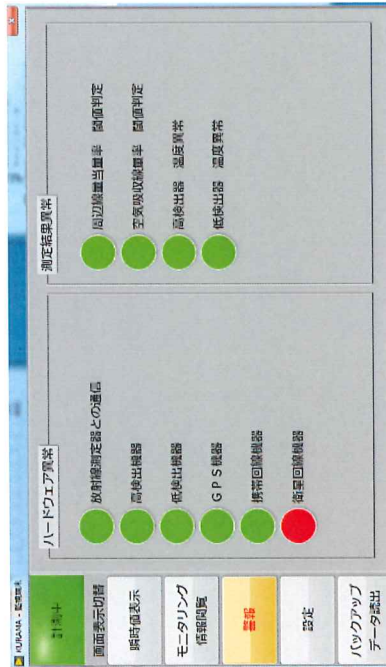 KURAMA - 監視端末
計測中
画面表示切替
瞬時値表示
モニタリング
情報閲覧
警報
設定
バックアップ
データ読出
ハードウェア異常
放射線測定器との通信
高検出機器
低検出機器
GPS機器
携帯回線機器
衛星回線機器
測定結果異常
周辺線量当量率 閾値判定
空気吸収線量率 閾値判定
高検出器 温度異常
低検出器 温度異常